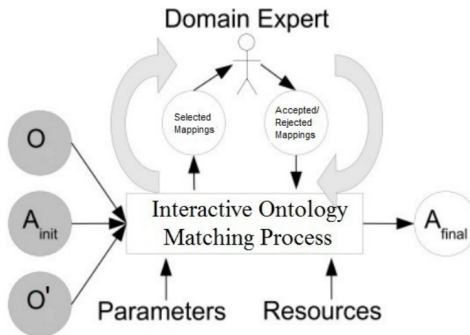 Domain Expert
Selected
Mappings
Accepted/
Rejected Mappings
O
A init
O'
Interactive Ontology
Matching Process
A final
Parameters
Resources